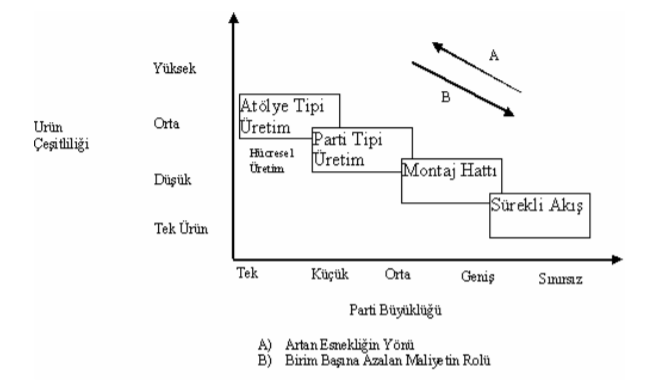 Yüksek
A
B
Atölye Tipi
Üretim
Ürün
Çeşitliliği
Orta
Parti Tipi
Üretim
Hücresel
Üretim
Montaj Hattı
Düşük
Sürekli Akış
Tek Ürün
Tek
Küçük
Orta
Geniş
Sınırsız
Parti Büyüklüğü
A) Artan Esnekliğin Yönü
B) Birim Başına Azalan Maliyetin Rolü